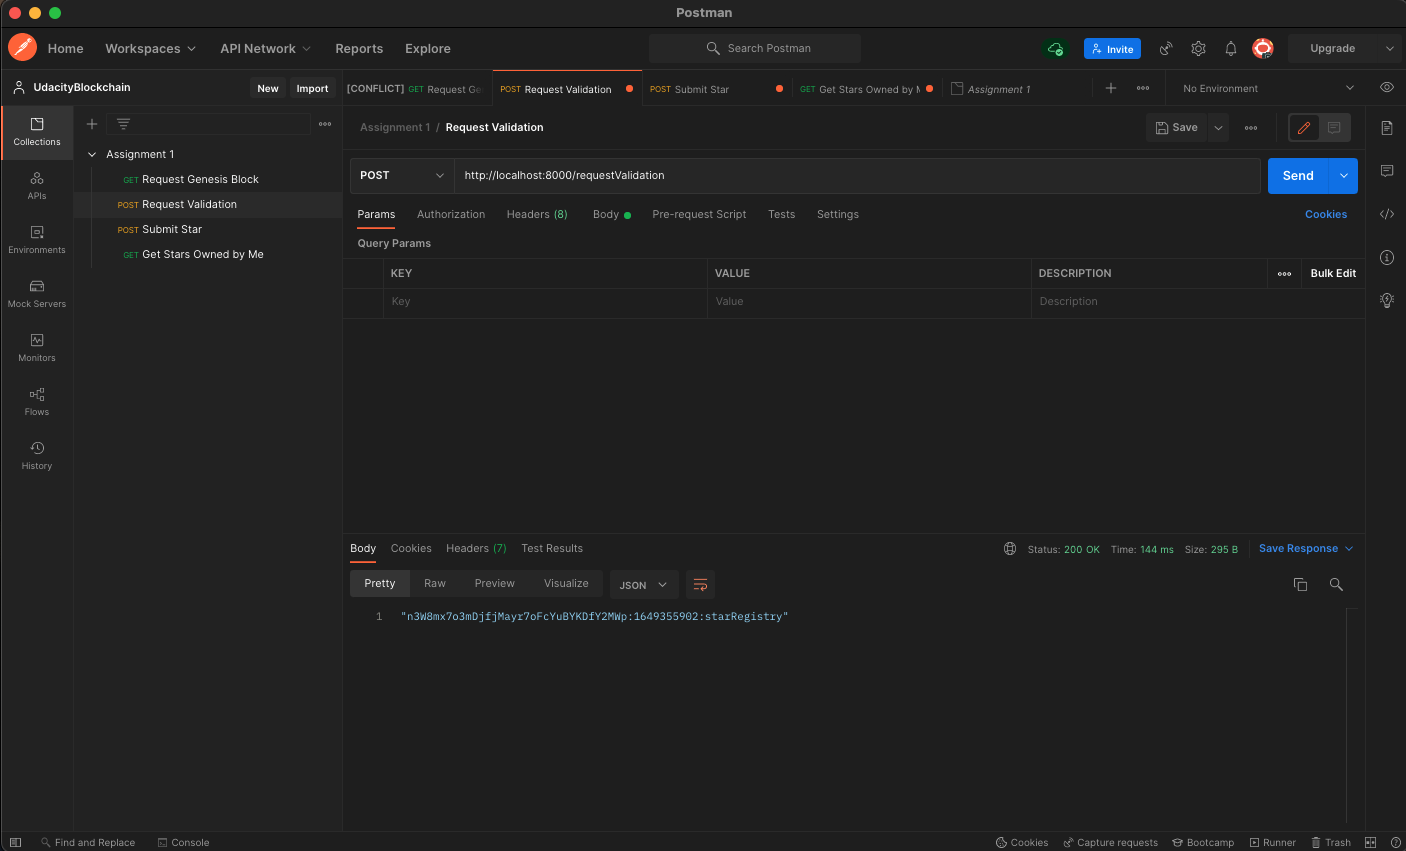 Postman
Home Workspaces API Network Reports Explore Search Postman Invite Upgrade
UdacityBlockchain New Import [CONFLICT] GET Request Ge POST Request Validation POST Submit Star GET Get Stars Owned by Assignment 1 No Environment
Assignment 1 / Request Validation Save
Collections
APIs
Environments
Mock Servers
Monitors
Flows
History
Assignment 1
GET Request Genesis Block
POST Request Validation
POST Submit Star
GET Get Stars Owned by Me
POST http://localhost:8000/requestValidation Send
Params Authorization Headers (8) Body Pre-request Script Tests Settings Cookies
Query Params
KEY VALUE DESCRIPTION Bulk Edit
Key Value Description
Body Cookies Headers (7) Test Results Status: 200 OK Time: 144 ms Size: 295 B Save Response
Pretty Raw Preview Visualize JSON
1 "n3W8mx7o3mDjfjMayr7oFcYuBYKDfY2MWp:1649355902:starRegistry"
Find and Replace Console Cookies Capture requests Bootcamp Runner Trash